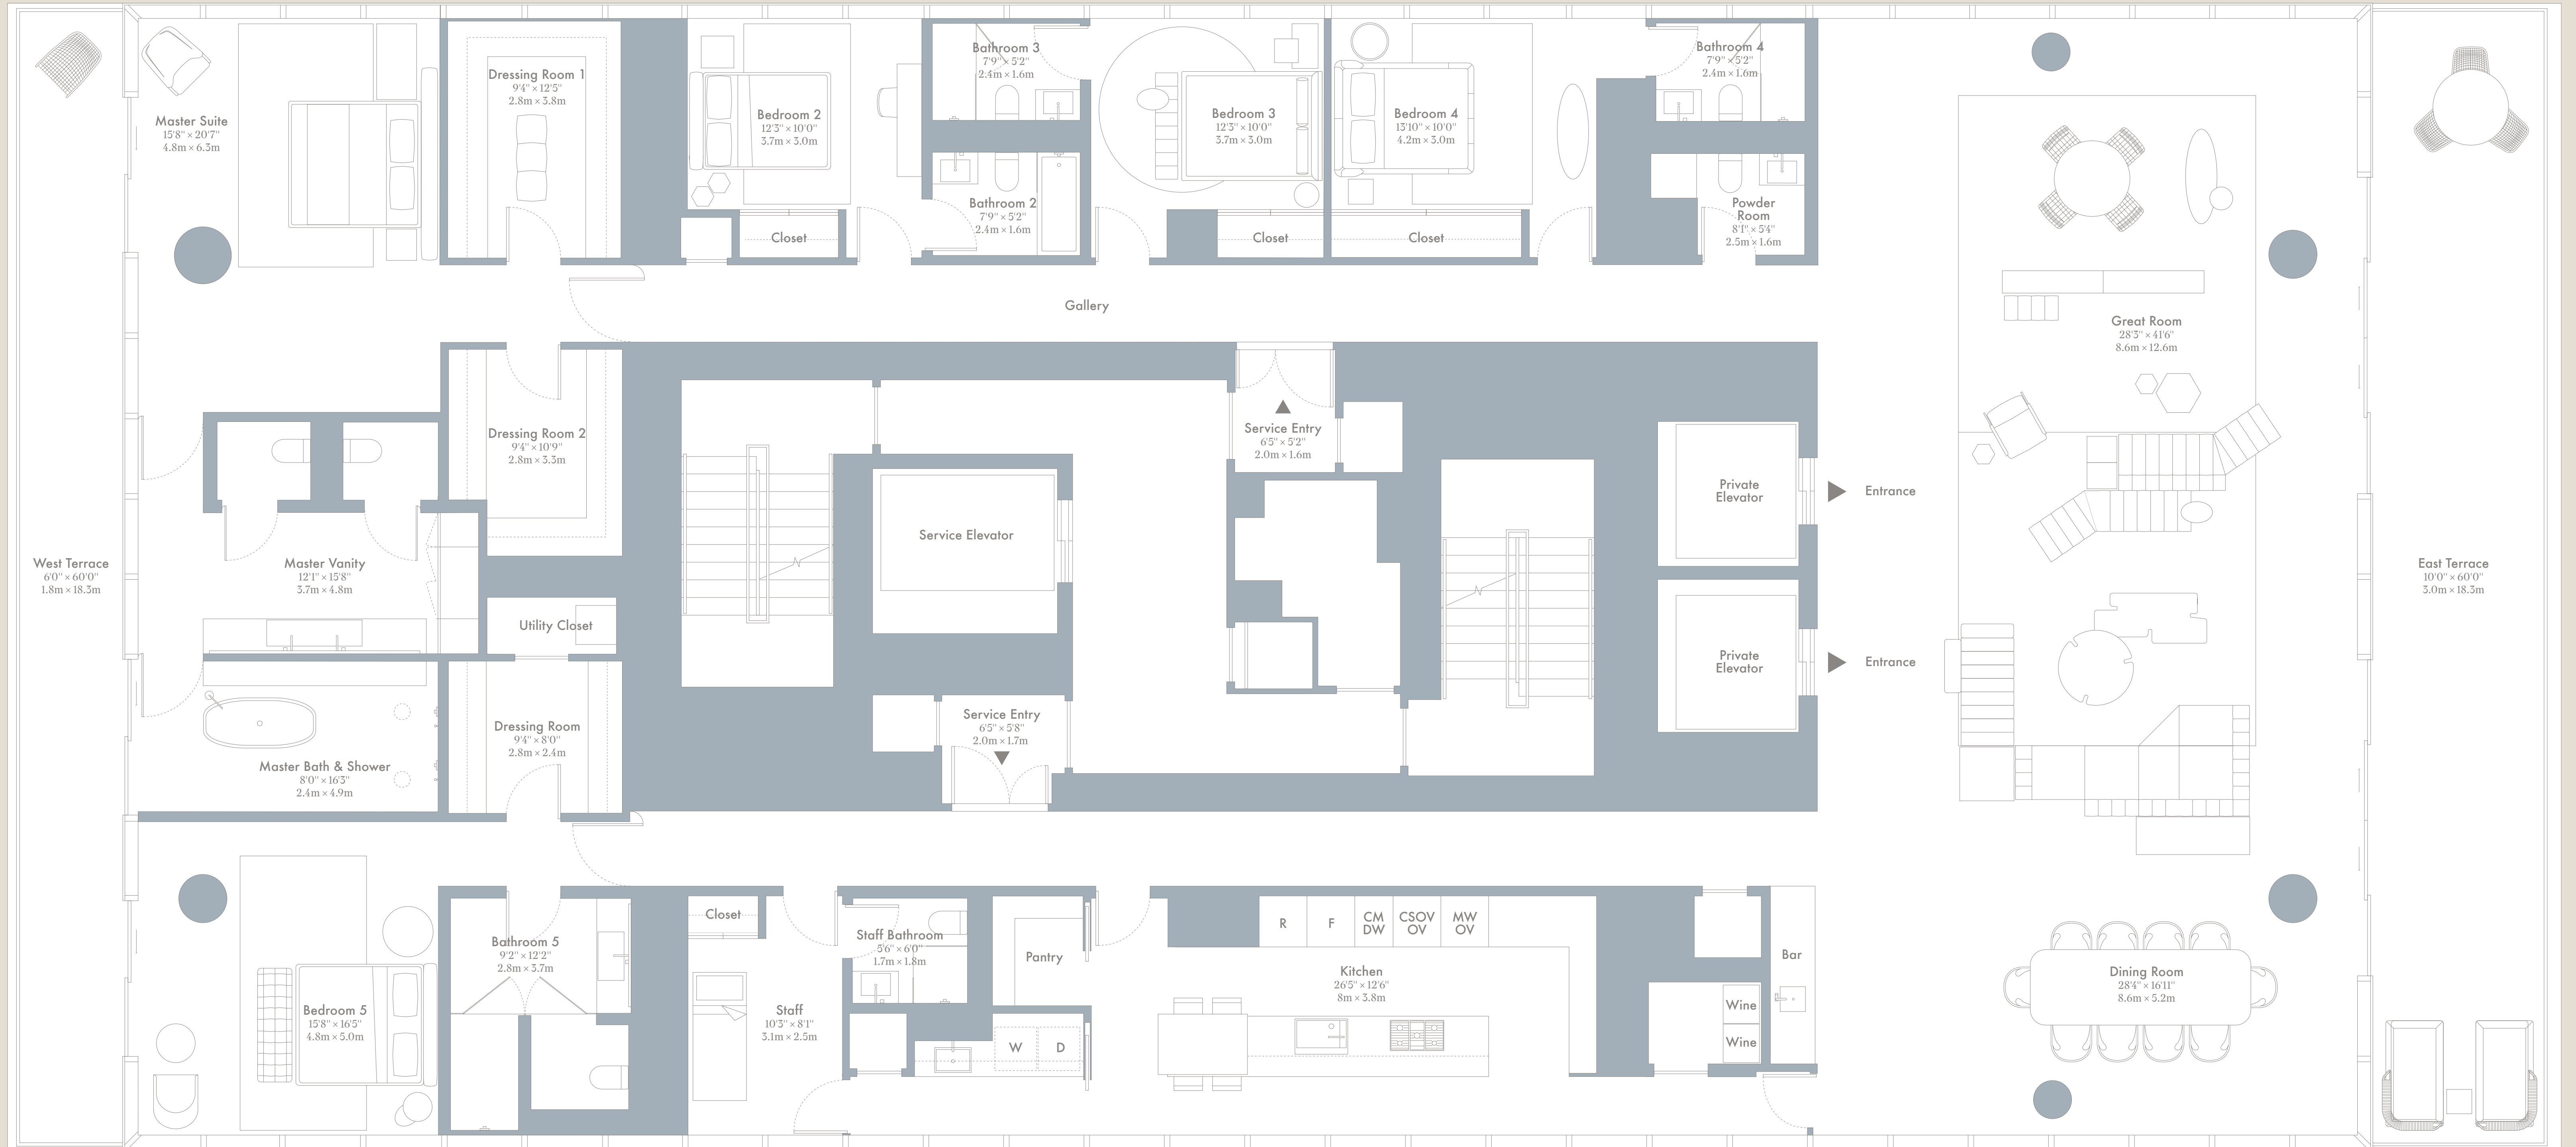 Master Suite
15'8" × 20'7"
4.8m × 6.3m
Dressing Room 1
9'4" × 12'5"
2.8m × 3.8m
Bedroom 2
12'3" × 10'0"
3.7m × 3.0m
Closet
Bathroom 3
7'9" × 5'2"
2.4m × 1.6m
Bathroom 2
7'9" × 5'2"
2.4m × 1.6m
Bedroom 3
12'3" × 10'0"
3.7m × 3.0m
Closet
Bedroom 4
13'10" × 10'0"
4.2m × 3.0m
Closet
Bathroom 4
7'9" × 5'2"
2.4m × 1.6m
Powder
Room
8'1" × 5'4"
2.5m × 1.6m
Gallery
Great Room
28'3" × 41'6"
8.6m × 12.6m
Dressing Room 2
9'4" × 10'9"
2.8m × 3.3m
Service Entry
6'5" × 5'2"
2.0m × 1.6m
Private
Elevator
Entrance
Service Elevator
West Terrace
6'0" × 60'0"
1.8m × 18.3m
Master Vanity
12'1" × 15'8"
3.7m × 4.8m
East Terrace
10'0" × 60'0"
3.0m × 18.3m
Utility Closet
Private
Elevator
Entrance
Dressing Room
9'4" × 8'0"
2.8m × 2.4m
Service Entry
6'5" × 5'8"
2.0m × 1.7m
Master Bath & Shower
8'0" × 16'3"
2.4m × 4.9m
Closet
Bathroom 5
9'2" × 12'2"
2.8m × 3.7m
Staff Bathroom
5'6" × 6'0"
1.7m × 1.8m
Pantry
R
F
CM
DW
CSOV
OV
MW
OV
Kitchen
26'5" × 12'6"
8m × 3.8m
Bar
Dining Room
28'4" × 16'11"
8.6m × 5.2m
Bedroom 5
15'8" × 16'5"
4.8m × 5.0m
Staff
10'3" × 8'1"
3.1m × 2.5m
W
D
Wine
Wine